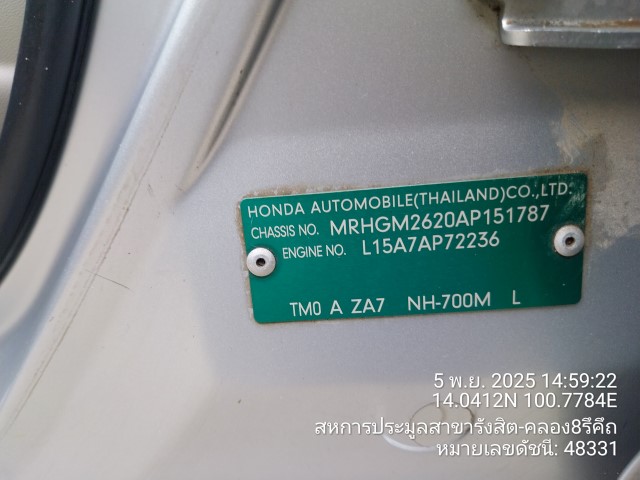 HONDA AUTOMOBILE(THAILAND)CO.,LTD.
CHASSIS NO. MRHGM2620AP151787
ENGINE NO. L15A7AP72236
TM0 A ZA7 NH-700M L
5 พ.ย. 2025 14:59:22
14.0412N 100.7784E
สหการประมูลสาขารังสิต-คลอง8รีคึถ
หมายเลขดัชนี: 48331